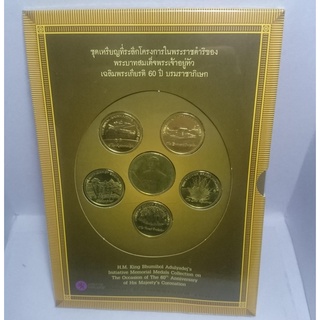 ชุดเหรียญที่ระลึกโครงการในพระราชดำริของ
พระบาทสมเด็จพระเจ้าอยู่หัว
เฉลิมพระเกียรติ 60 ปี บรมราชาภิเษก
H.M. King Bhumibol Adulyadej's
Initiative Memorial Medals Collection on
The Occasion of The 60th Anniversary
of His Majesty's Coronation